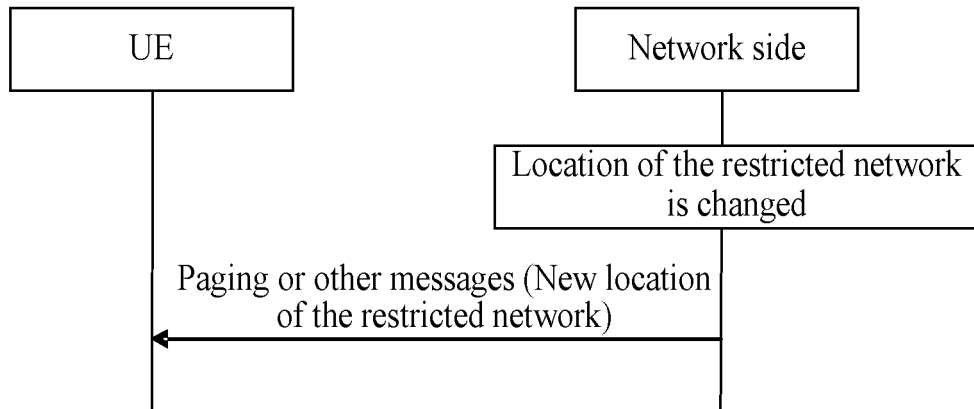 UE
Network side
Location of the restricted network
is changed
Paging or other messages (New location
of the restricted network)